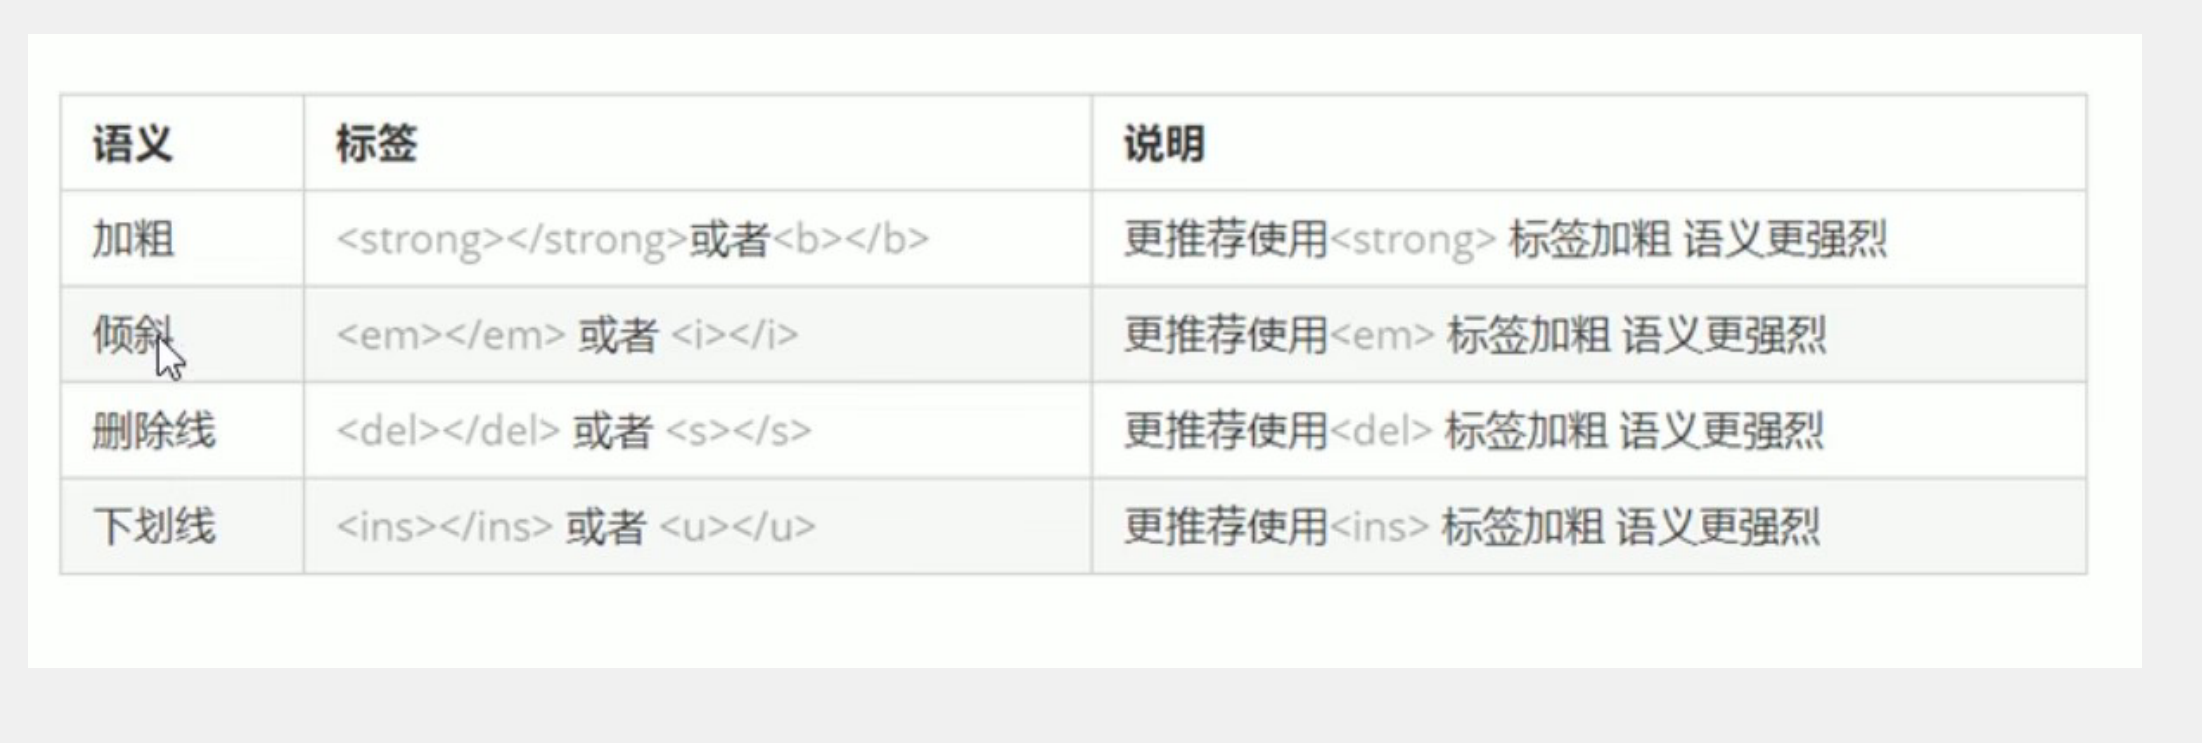 语义 标签 说明
加粗 <strong></strong>或者<b></b> 更推荐使用<strong> 标签加粗 语义更强烈
倾斜 <em></em> 或者 <i></i> 更推荐使用<em> 标签加粗 语义更强烈
删除线 <del></del> 或者 <s></s> 更推荐使用<del> 标签加粗 语义更强烈
下划线 <ins></ins> 或者 <u></u> 更推荐使用<ins> 标签加粗 语义更强烈